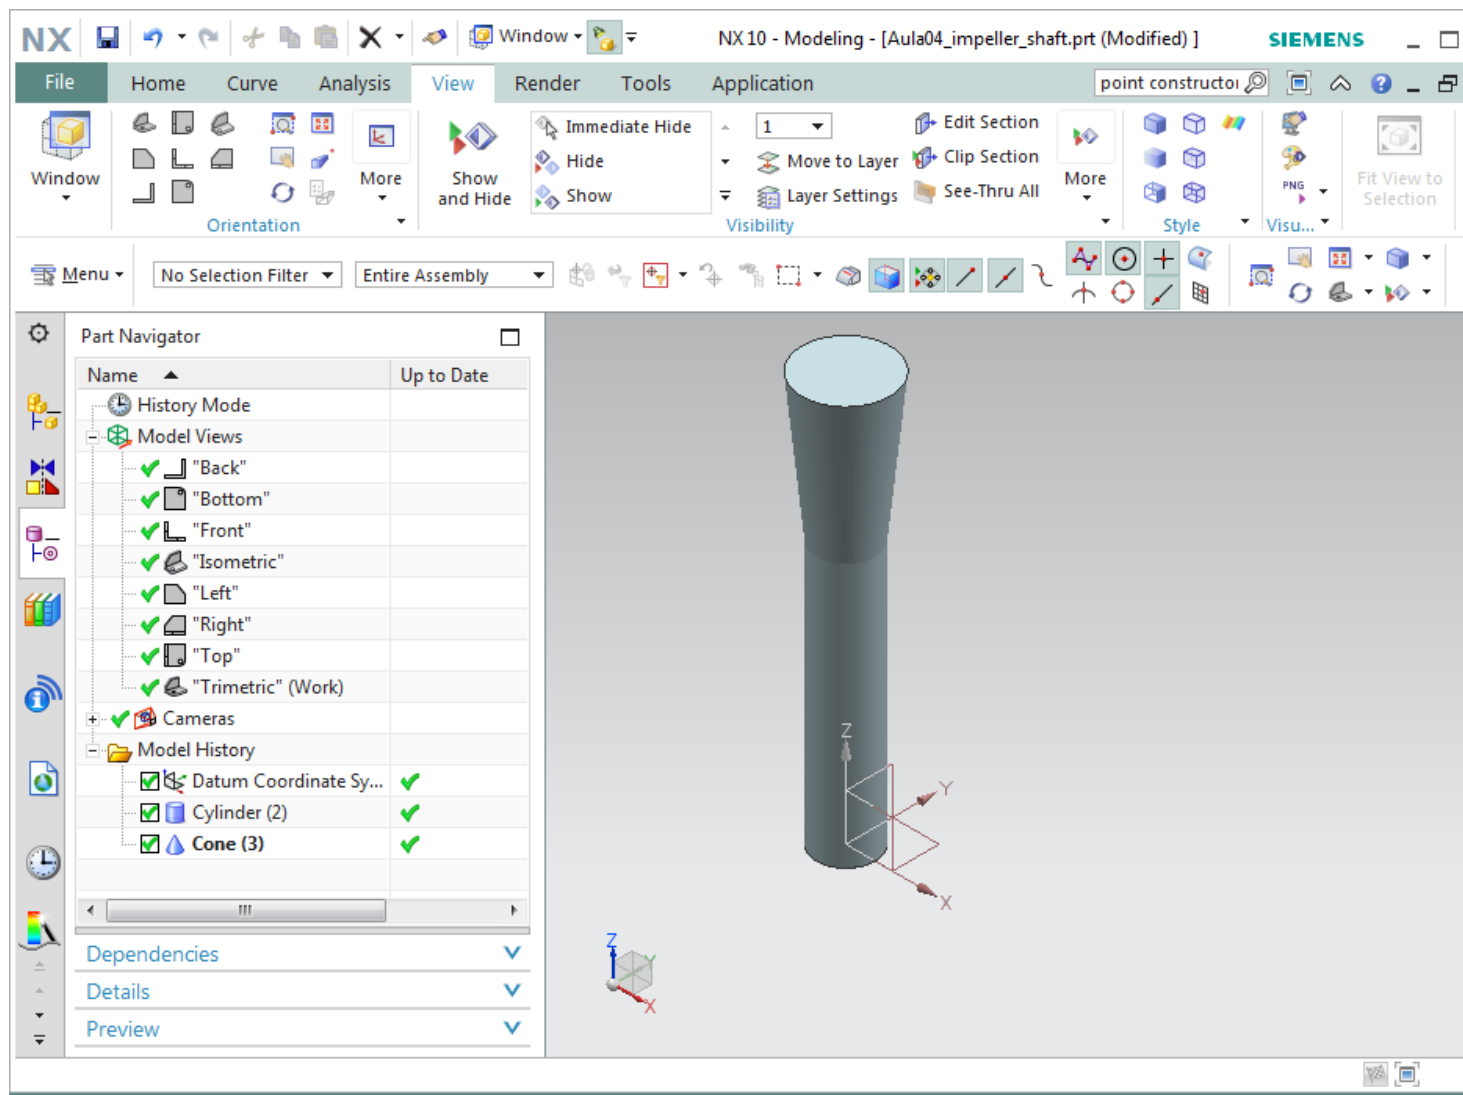 NX
Window
NX 10 - Modeling - [Aula04_impeller_shaft.prt (Modified) ]
SIEMENS
File
Home
Curve
Analysis
View
Render
Tools
Application
point constructor
Window
More
Orientation
Show
and Hide
Immediate Hide
Hide
Show
1
Move to Layer
Layer Settings
Visibility
Edit Section
Clip Section
See-Thru All
More
Style
PNG
Visu...
Fit View to
Selection
Menu
No Selection Filter
Entire Assembly
Part Navigator
Name
Up to Date
History Mode
Model Views
"Back"
"Bottom"
"Front"
"Isometric"
"Left"
"Right"
"Top"
"Trimetric" (Work)
Cameras
Model History
Datum Coordinate Sy...
Cylinder (2)
Cone (3)
Dependencies
Details
Preview
Z
Y
X
Z
Y
X